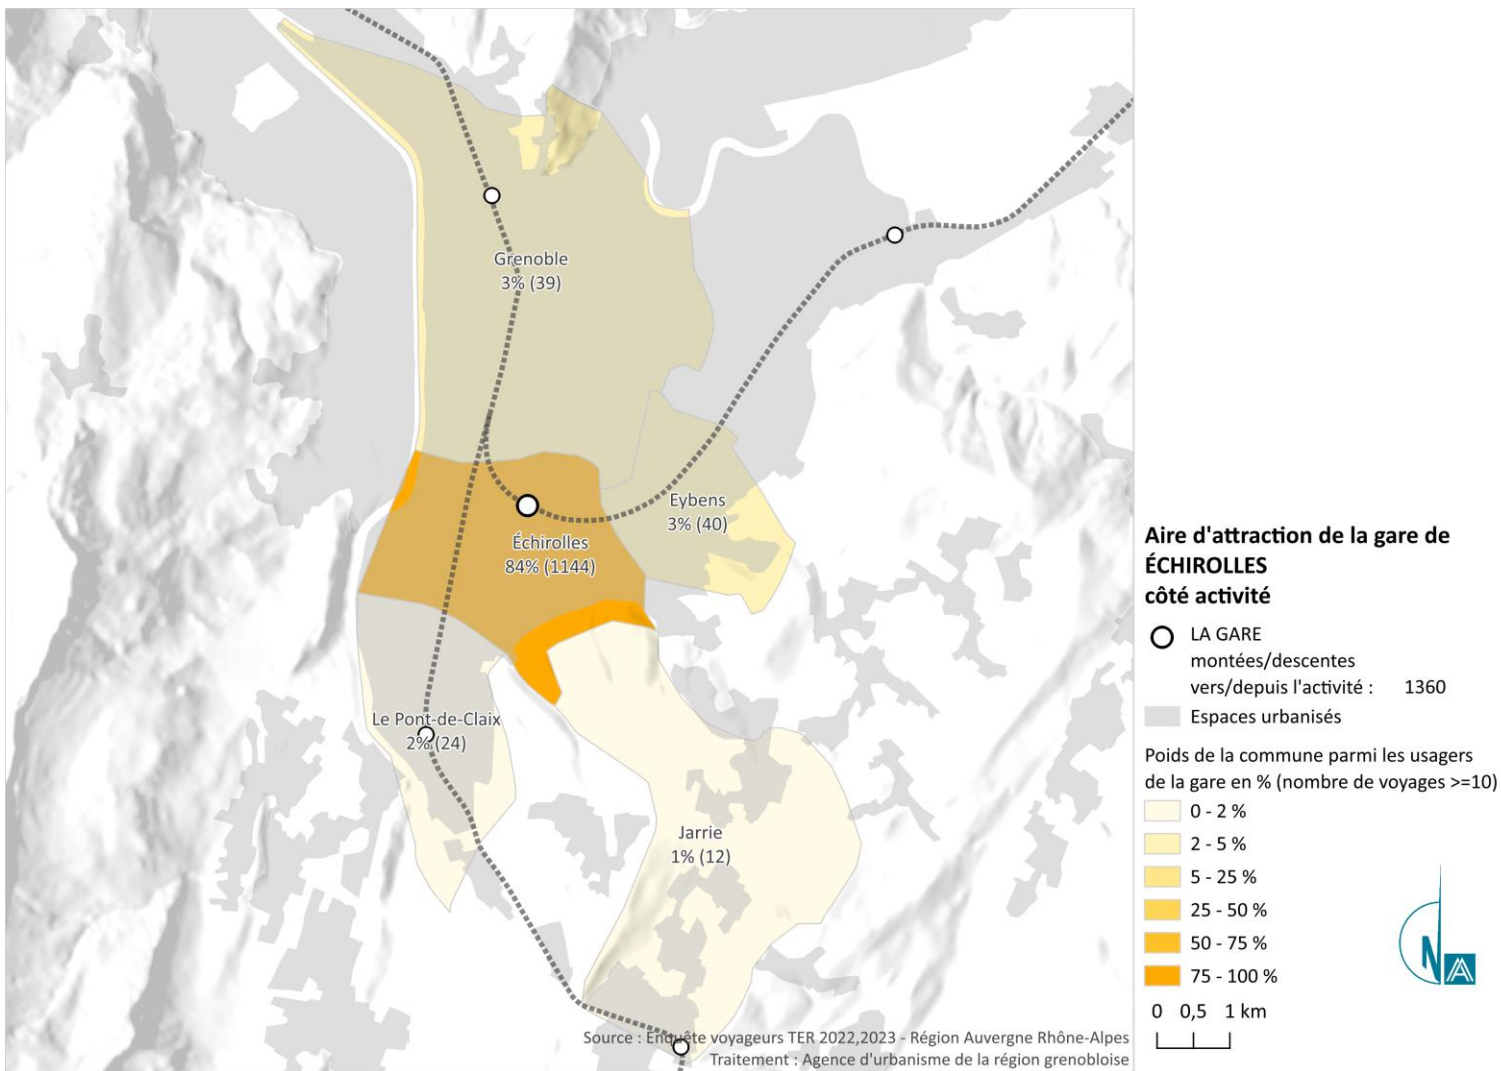 Grenoble
3% (39)
Eybens
3% (40)
Échirolles
84% (1144)
Le Pont-de-Claix
2% (24)
Jarrie
1% (12)
Source : Enquête voyageurs TER 2022,2023 - Région Auvergne Rhône-Alpes
Traitement : Agence d'urbanisme de la région grenobloise
Aire d'attraction de la gare de
ÉCHIROLLES
côté activité
LA GARE
montées/descentes
vers/depuis l'activité : 1360
Espaces urbanisés
Poids de la commune parmi les usagers
de la gare en % (nombre de voyages >=10)
0 - 2 %
2 - 5 %
5 - 25 %
25 - 50 %
50 - 75 %
75 - 100 %
0 0,5 1 km
N